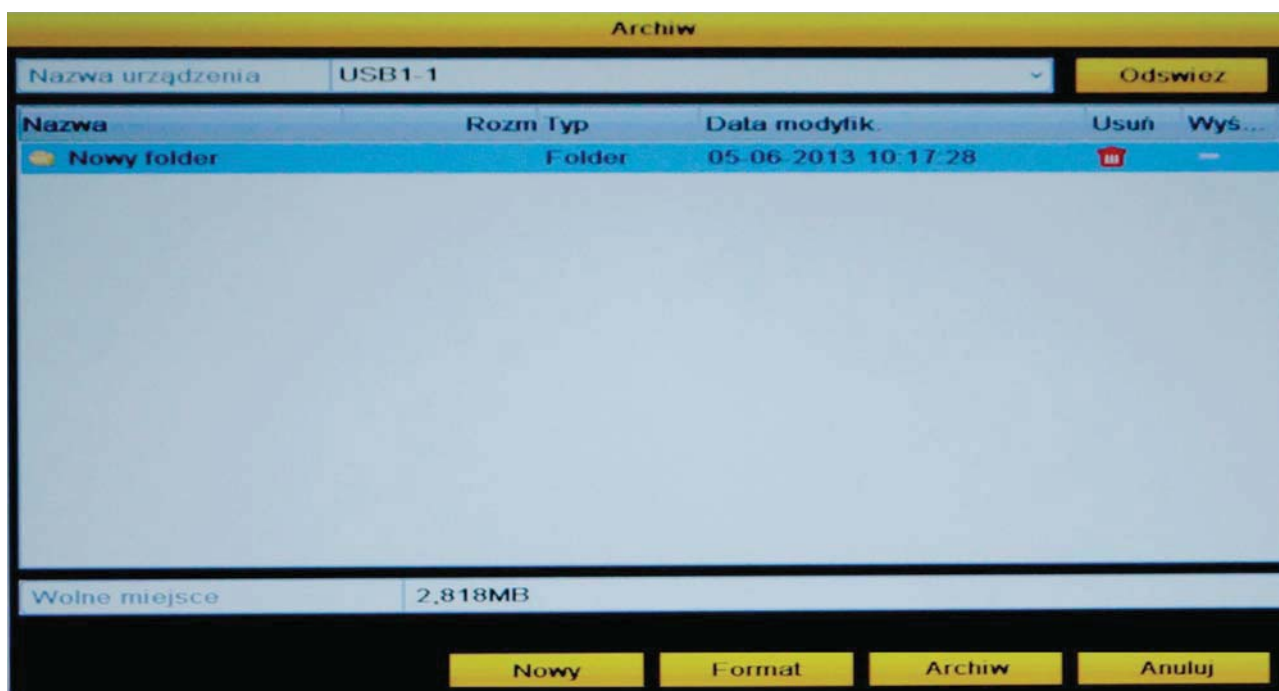 Archiw
Nazwa urządzenia USB1-1 Odswiez
Nazwa Rozm Typ Data modyfik. Usuń Wyś...
Nowy folder Folder 05-06-2013 10:17:28
Wolne miejsce 2,818MB
Nowy Format Archiw Anuluj